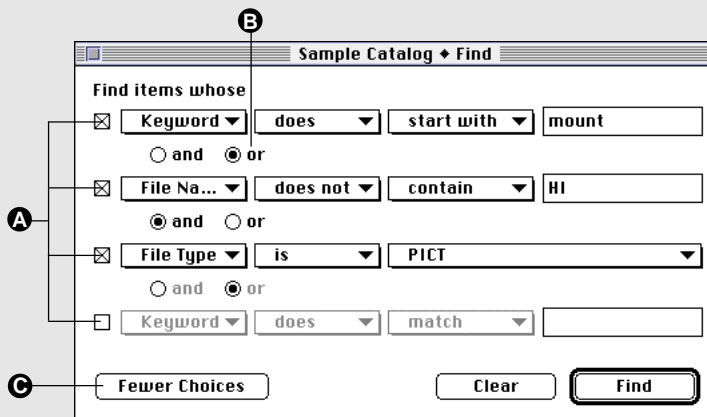 B
Sample Catalog ♦ Find
Find items whose
Keyword does start with mount
and or
File Na... does not contain HI
A
and or
File Type is PICT
and or
Keyword does match
C
Fewer Choices Clear Find